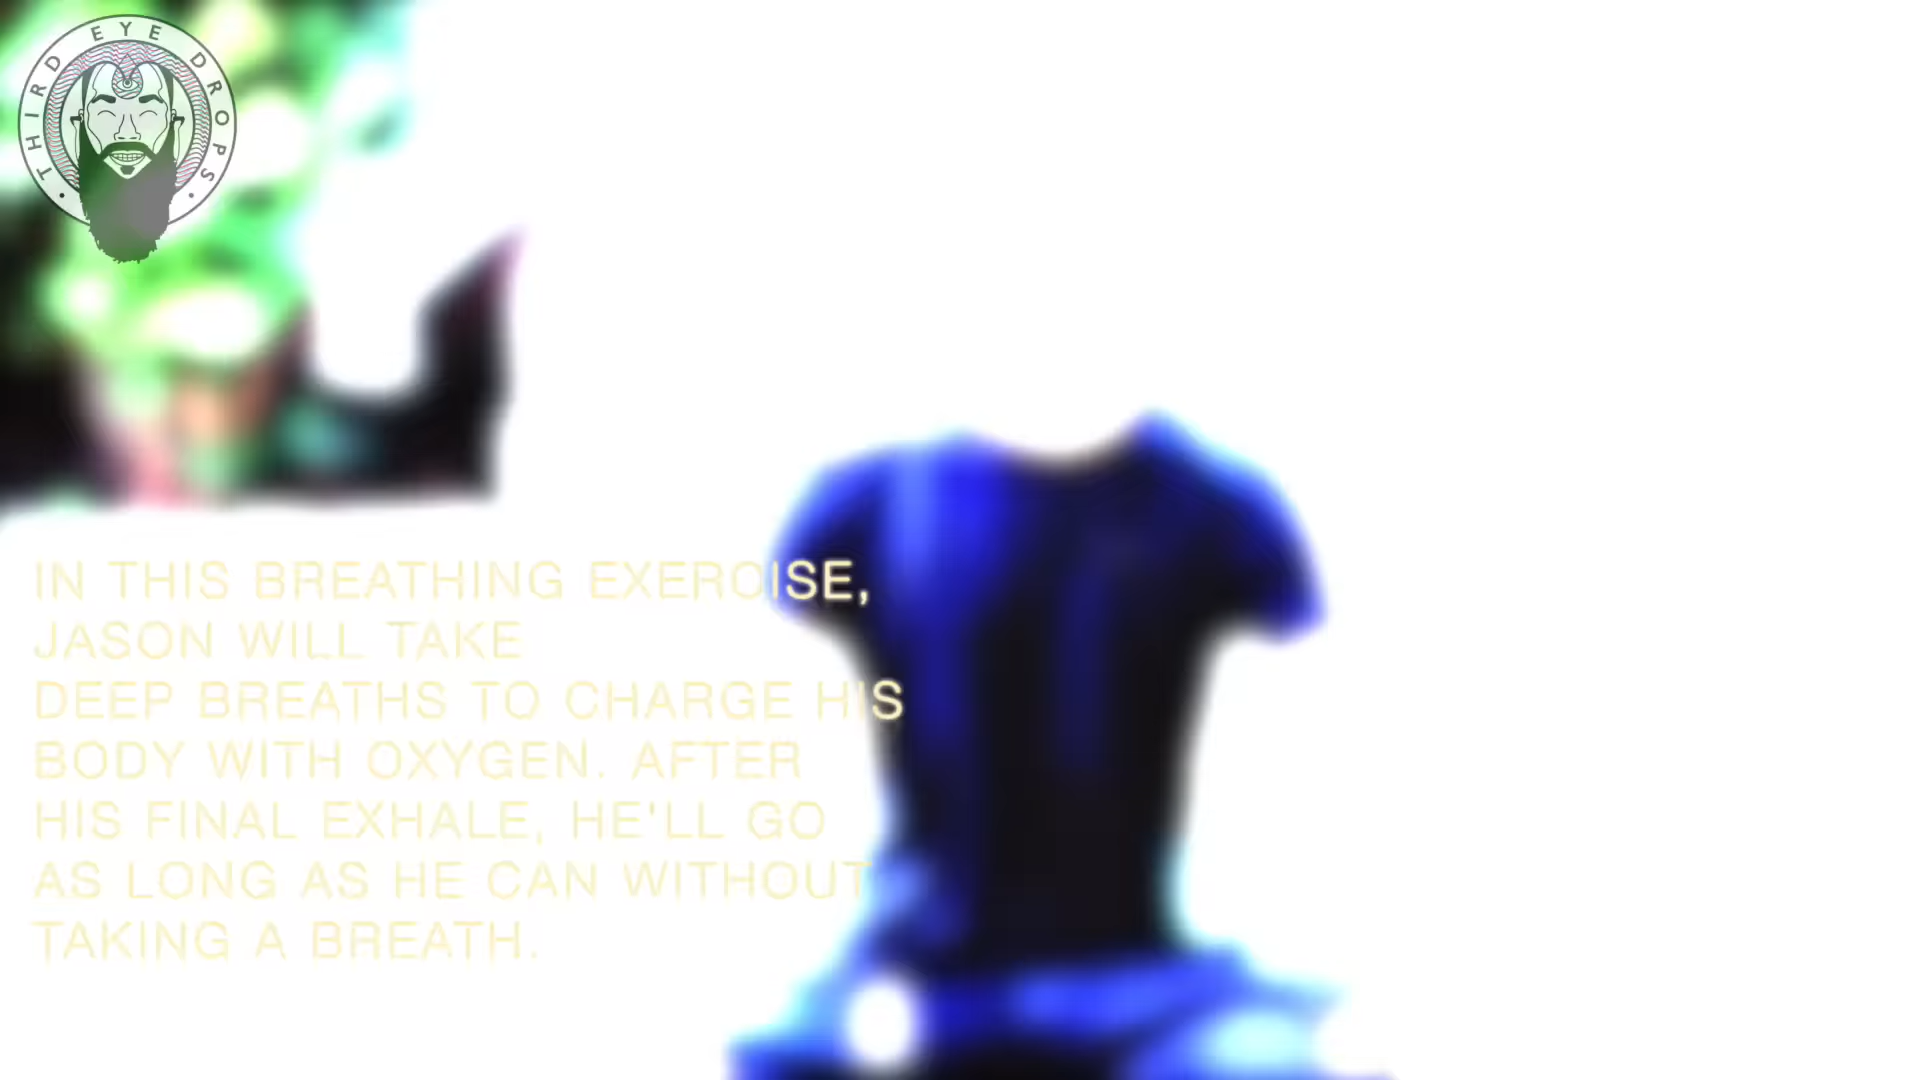 THIRD EYE DROPS
IN THIS BREATHING EXERCISE,
JASON WILL TAKE
DEEP BREATHS TO CHARGE HIS
BODY WITH OXYGEN. AFTER
HIS FINAL EXHALE, HE'LL GO
AS LONG AS HE CAN WITHOUT
TAKING A BREATH.